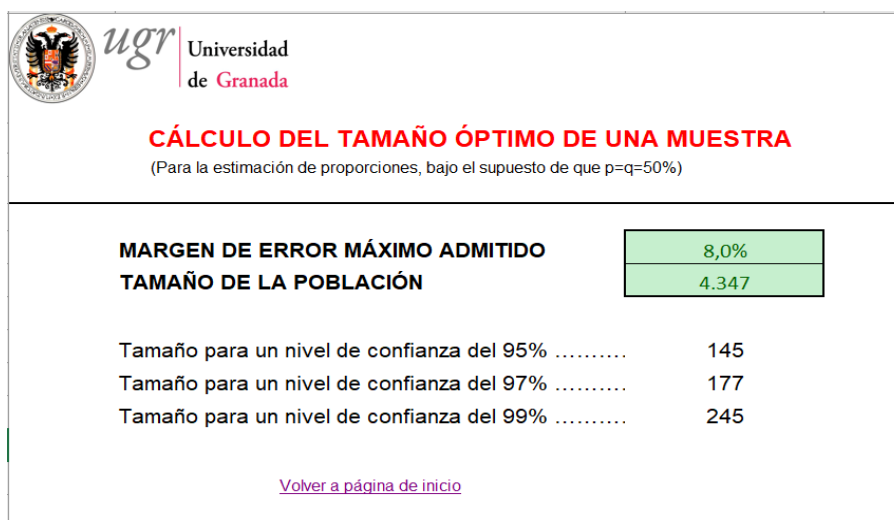 ugr Universidad
de Granada
CÁLCULO DEL TAMAÑO ÓPTIMO DE UNA MUESTRA
(Para la estimación de proporciones, bajo el supuesto de que p=q=50%)
MARGEN DE ERROR MÁXIMO ADMITIDO 8,0%
TAMAÑO DE LA POBLACIÓN 4.347
Tamaño para un nivel de confianza del 95% .......... 145
Tamaño para un nivel de confianza del 97% .......... 177
Tamaño para un nivel de confianza del 99% .......... 245
Volver a página de inicio